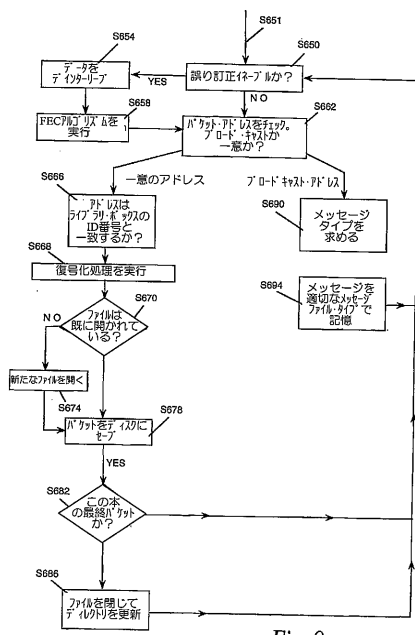 S651
S654
S650
データを
デインターリーブ
YES
誤り訂正イネーブルか?
S658
NO
S662
FECアルゴリズムを
実行
パケット・アドレスをチェック。
ブロード・キャストか
一意か?
一意のアドレス
ブロードキャスト・アドレス
S666
アドレスは
ライブラリ・ボックスの
ID番号と
一致するか?
S690
メッセージ
タイプを
求める
S668
復号化処理を実行
S670
NO
ファイルは
既に開かれて
いる?
S694
メッセージを
適切なメッセージ
ファイル・タイプで
記憶
新たなファイルを開く
S674
S678
パケットをディスクに
セーブ
YES
S682
この本
の最終パケット
か?
S686
ファイルを閉じて
ディレクトリを更新